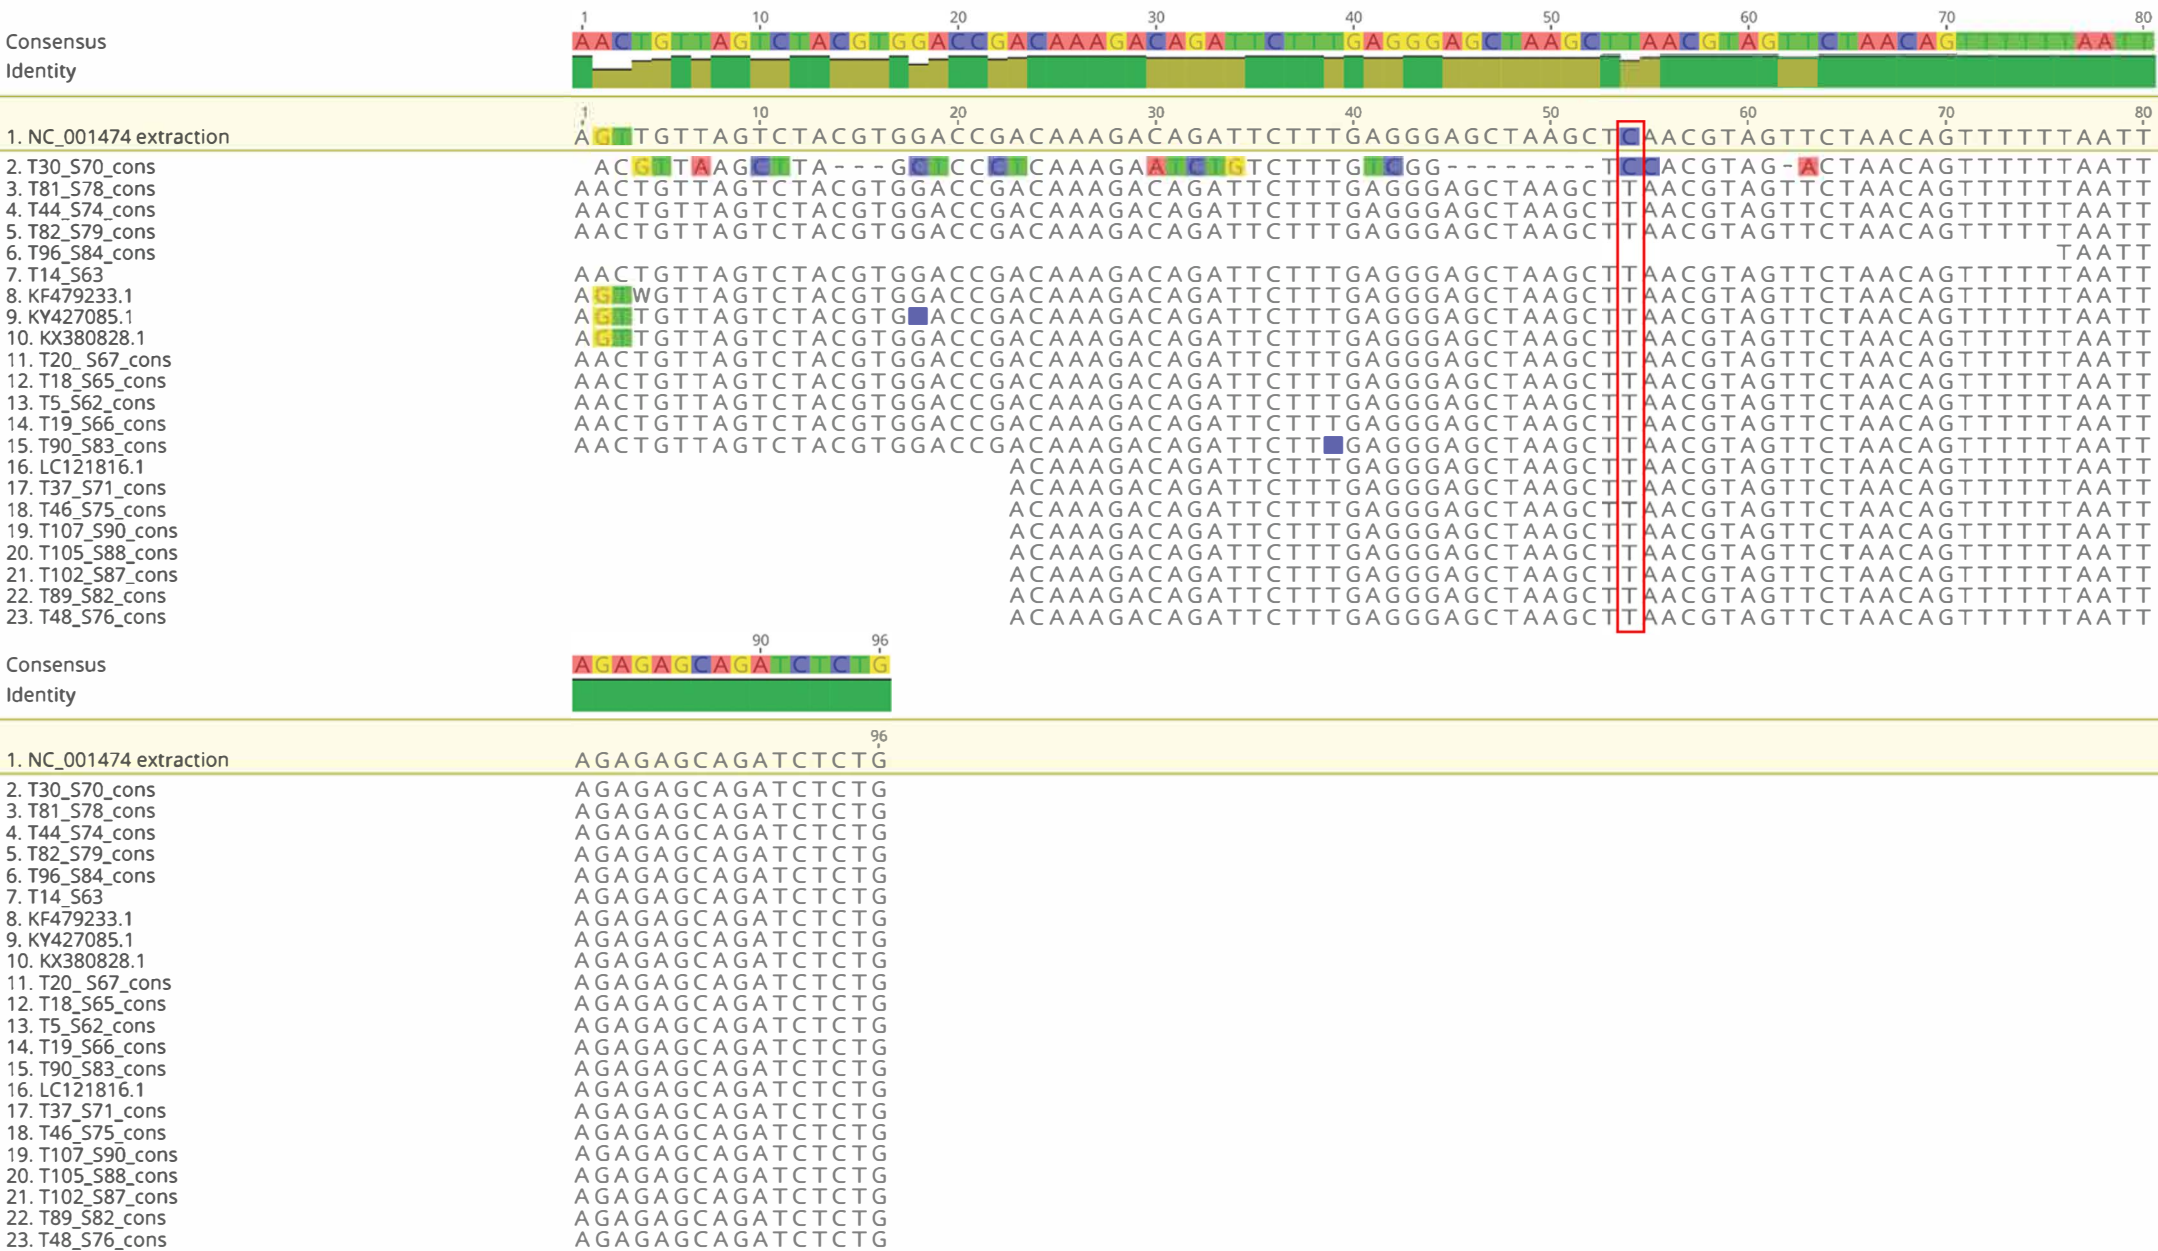 1 10 20 30 40 50 60 70 80
Consensus AACTGTTAGTCTACGTGGACCGACAAAGACAGATTCTTTGAGGGAGCTAAGCTTAACGTAGTTCTAACAGTTTTTTAATT
Identity
1 10 20 30 40 50 60 70 80
1. NC_001474 extraction AGTTGTTAGTCTACGTGGACCGACAAAGACAGATTCTTTGAGGGAGCTAAGCTCAACGTAGTTCTAACAGTTTTTTAATT
2. T30_S70_cons ACGTTAAGCTTA---GCTCCCTCAAAGAATCTGTCTTTGTCGG--------TCCACGTAG-ACTAACAGTTTTTTAATT
3. T81_S78_cons AACTGTTAGTCTACGTGGACCGACAAAGACAGATTCTTTGAGGGAGCTAAGCTTAACGTAGTTCTAACAGTTTTTTAATT
4. T44_S74_cons AACTGTTAGTCTACGTGGACCGACAAAGACAGATTCTTTGAGGGAGCTAAGCTTAACGTAGTTCTAACAGTTTTTTAATT
5. T82_S79_cons AACTGTTAGTCTACGTGGACCGACAAAGACAGATTCTTTGAGGGAGCTAAGCTTAACGTAGTTCTAACAGTTTTTTAATT
6. T96_S84_cons TAATT
7. T14_S63 AACTGTTAGTCTACGTGGACCGACAAAGACAGATTCTTTGAGGGAGCTAAGCTTAACGTAGTTCTAACAGTTTTTTAATT
8. KF479233.1 AGTWGTTAGTCTACGTGGACCGACAAAGACAGATTCTTTGAGGGAGCTAAGCTTAACGTAGTTCTAACAGTTTTTTAATT
9. KY427085.1 AGTTGTTAGTCTACGTG ACCGACAAAGACAGATTCTTTGAGGGAGCTAAGCTTAACGTAGTTCTAACAGTTTTTTAATT
10. KX380828.1 AGTTGTTAGTCTACGTGGACCGACAAAGACAGATTCTTTGAGGGAGCTAAGCTTAACGTAGTTCTAACAGTTTTTTAATT
11. T20_ S67_cons AACTGTTAGTCTACGTGGACCGACAAAGACAGATTCTTTGAGGGAGCTAAGCTTAACGTAGTTCTAACAGTTTTTTAATT
12. T18_S65_cons AACTGTTAGTCTACGTGGACCGACAAAGACAGATTCTTTGAGGGAGCTAAGCTTAACGTAGTTCTAACAGTTTTTTAATT
13. T5_S62_cons AACTGTTAGTCTACGTGGACCGACAAAGACAGATTCTTTGAGGGAGCTAAGCTTAACGTAGTTCTAACAGTTTTTTAATT
14. T19_S66_cons AACTGTTAGTCTACGTGGACCGACAAAGACAGATTCTTTGAGGGAGCTAAGCTTAACGTAGTTCTAACAGTTTTTTAATT
15. T90_S83_cons AACTGTTAGTCTACGTGGACCGACAAAGACAGATTCTT GAGGGAGCTAAGCTTAACGTAGTTCTAACAGTTTTTTAATT
16. LC121816.1 ACAAAGACAGATTCTTTGAGGGAGCTAAGCTTAACGTAGTTCTAACAGTTTTTTAATT
17. T37_S71_cons ACAAAGACAGATTCTTTGAGGGAGCTAAGCTTAACGTAGTTCTAACAGTTTTTTAATT
18. T46_S75_cons ACAAAGACAGATTCTTTGAGGGAGCTAAGCTTAACGTAGTTCTAACAGTTTTTTAATT
19. T107_S90_cons ACAAAGACAGATTCTTTGAGGGAGCTAAGCTTAACGTAGTTCTAACAGTTTTTTAATT
20. T105_S88_cons ACAAAGACAGATTCTTTGAGGGAGCTAAGCTTAACGTAGTTCTAACAGTTTTTTAATT
21. T102_S87_cons ACAAAGACAGATTCTTTGAGGGAGCTAAGCTTAACGTAGTTCTAACAGTTTTTTAATT
22. T89_S82_cons ACAAAGACAGATTCTTTGAGGGAGCTAAGCTTAACGTAGTTCTAACAGTTTTTTAATT
23. T48_S76_cons ACAAAGACAGATTCTTTGAGGGAGCTAAGCTTAACGTAGTTCTAACAGTTTTTTAATT
90 96
Consensus AGAGAGCAGATCTCTG
Identity
96
1. NC_001474 extraction AGAGAGCAGATCTCTG
2. T30_S70_cons AGAGAGCAGATCTCTG
3. T81_S78_cons AGAGAGCAGATCTCTG
4. T44_S74_cons AGAGAGCAGATCTCTG
5. T82_S79_cons AGAGAGCAGATCTCTG
6. T96_S84_cons AGAGAGCAGATCTCTG
7. T14_S63 AGAGAGCAGATCTCTG
8. KF479233.1 AGAGAGCAGATCTCTG
9. KY427085.1 AGAGAGCAGATCTCTG
10. KX380828.1 AGAGAGCAGATCTCTG
11. T20_ S67_cons AGAGAGCAGATCTCTG
12. T18_S65_cons AGAGAGCAGATCTCTG
13. T5_S62_cons AGAGAGCAGATCTCTG
14. T19_S66_cons AGAGAGCAGATCTCTG
15. T90_S83_cons AGAGAGCAGATCTCTG
16. LC121816.1 AGAGAGCAGATCTCTG
17. T37_S71_cons AGAGAGCAGATCTCTG
18. T46_S75_cons AGAGAGCAGATCTCTG
19. T107_S90_cons AGAGAGCAGATCTCTG
20. T105_S88_cons AGAGAGCAGATCTCTG
21. T102_S87_cons AGAGAGCAGATCTCTG
22. T89_S82_cons AGAGAGCAGATCTCTG
23. T48_S76_cons AGAGAGCAGATCTCTG